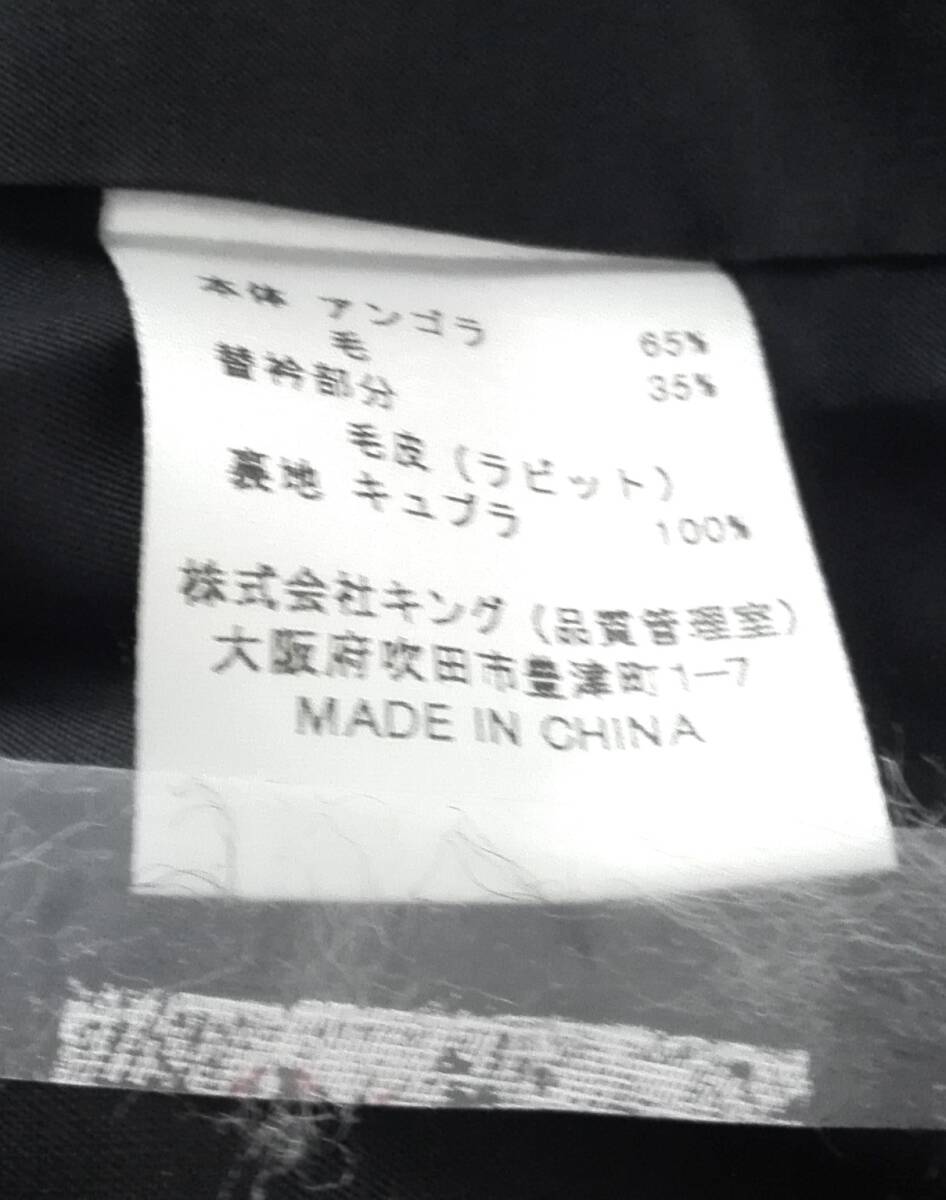 本体 アンゴラ 65%
毛 35%
替衿部分
毛皮(ラビット)
裏地 キュプラ 100%
株式会社キング(品質管理室)
大阪府吹田市豊津町1-7
MADE IN CHINA